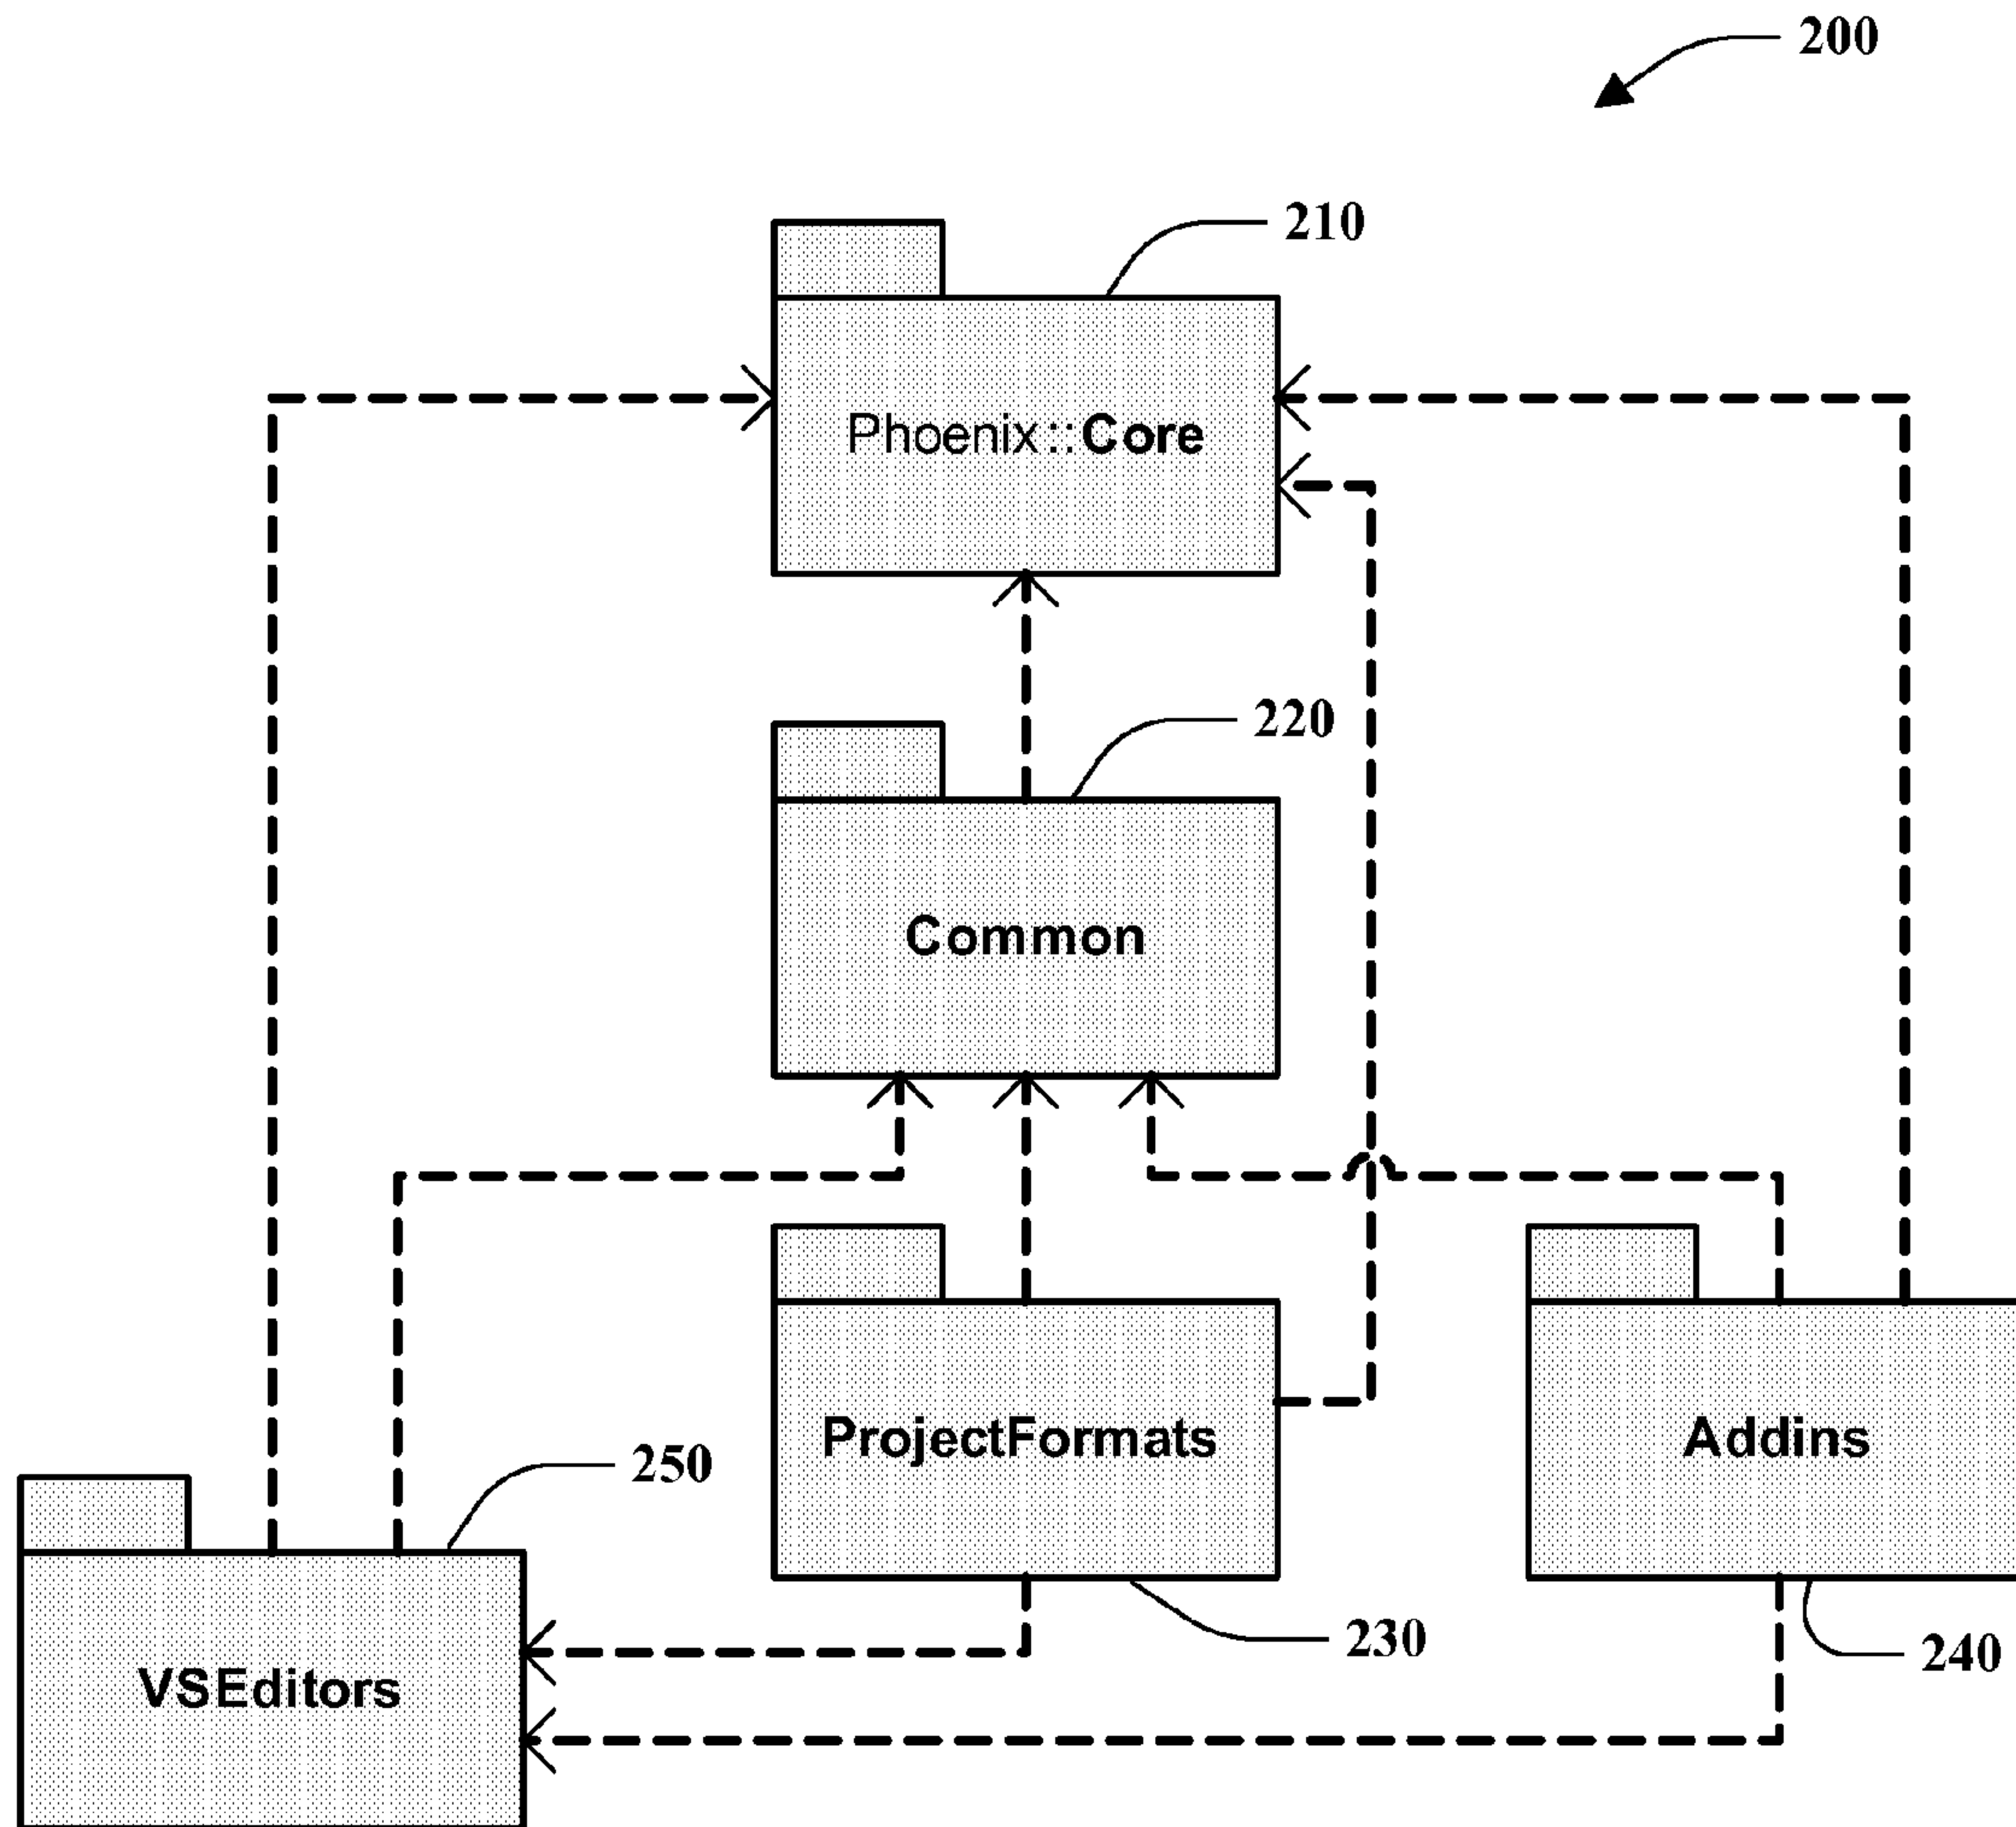 200
210
Phoenix::Core
220
Common
ProjectFormats
Addins
250
230
240
VSEditors